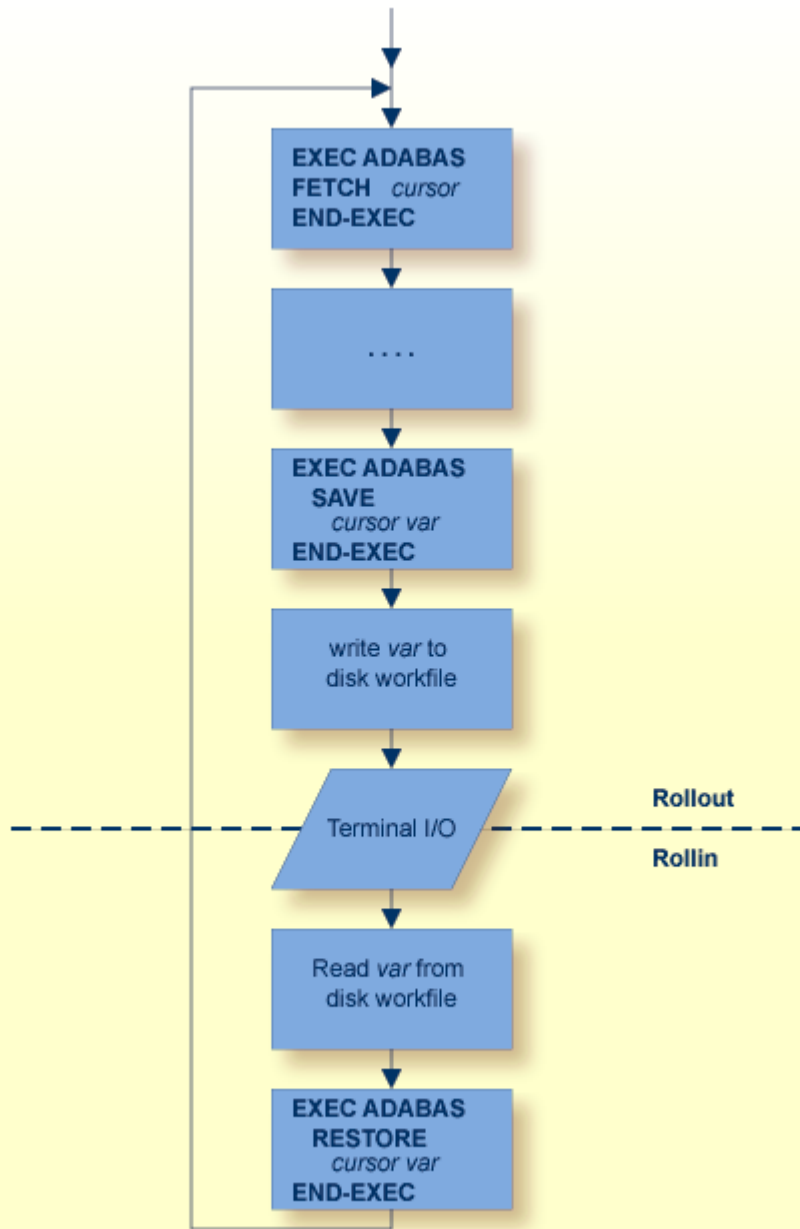 EXEC ADABAS
FETCH cursor
END-EXEC
....
EXEC ADABAS
SAVE
cursor var
END-EXEC
write var to
disk workfile
Rollout
Terminal I/O
Rollin
Read var from
disk workfile
EXEC ADABAS
RESTORE
cursor var
END-EXEC